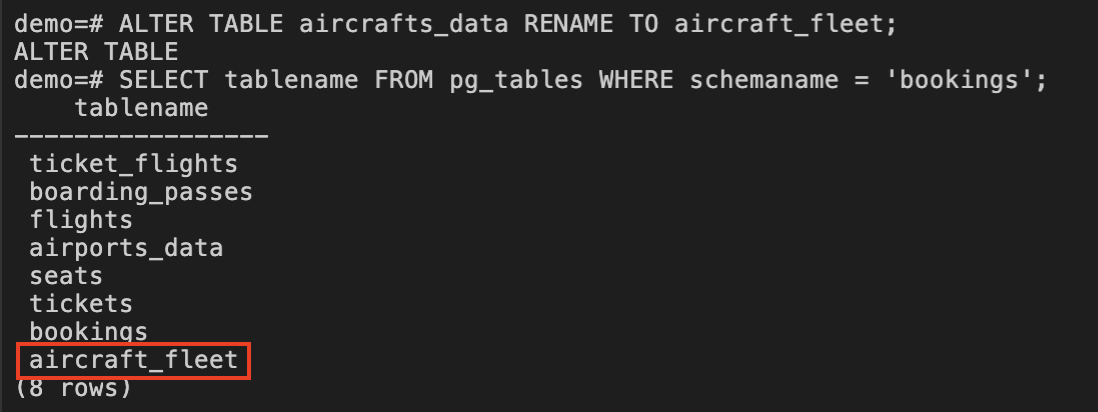 demo=# ALTER TABLE aircrafts_data RENAME TO aircraft_fleet;
ALTER TABLE
demo=# SELECT tablename FROM pg_tables WHERE schemaname = 'bookings';
    tablename
-----------------
 ticket_flights
 boarding_passes
 flights
 airports_data
 seats
 tickets
 bookings
 aircraft_fleet
(8 rows)